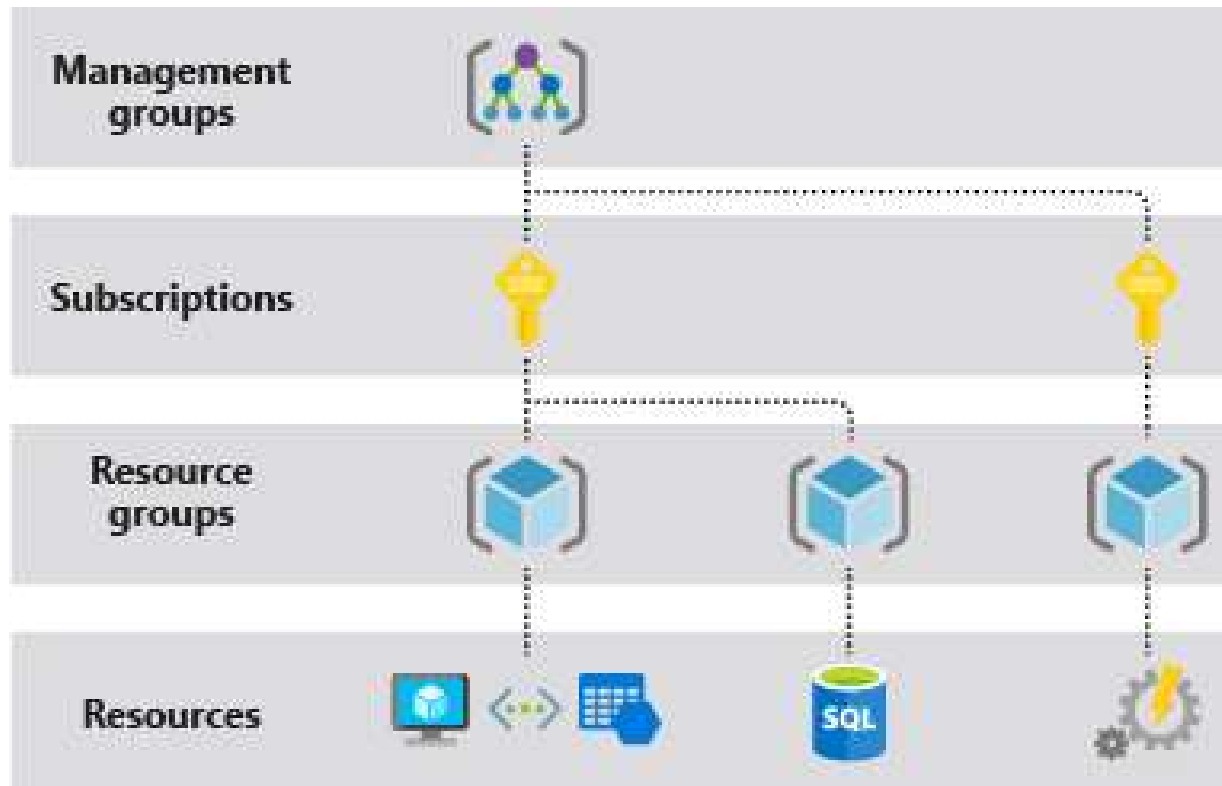 Management
groups
Subscriptions
Resource
groups
Resources
SQL